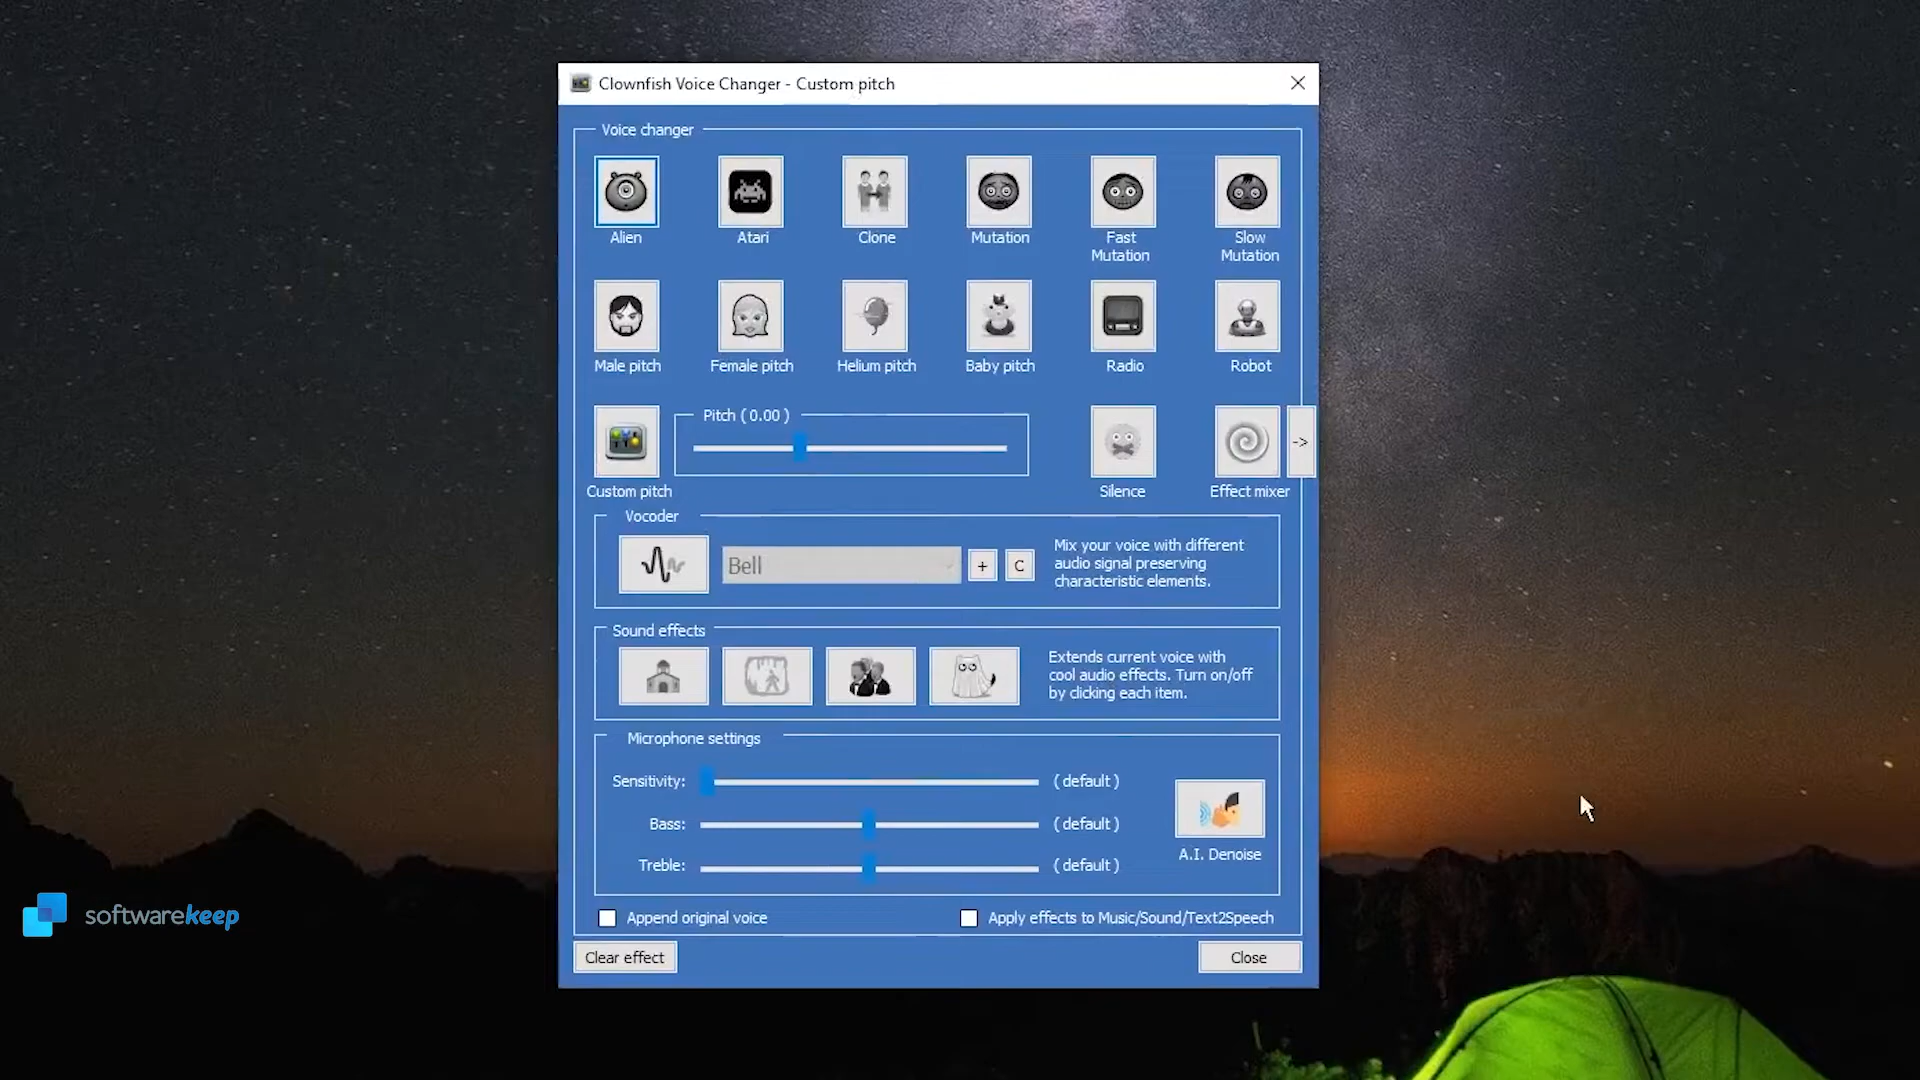 Clownfish Voice Changer - Custom pitch
Voice changer
Alien
Atari
Clone
Mutation
Fast
Mutation
Slow
Mutation
Male pitch
Female pitch
Helium pitch
Baby pitch
Radio
Robot
Pitch ( 0.00 )
->
Custom pitch
Silence
Effect mixer
Vocoder
Bell
+
C
Mix your voice with different
audio signal preserving
characteristic elements.
Sound effects
Extends current voice with
cool audio effects. Turn on/off
by clicking each item.
Microphone settings
Sensitivity:
( default )
Bass:
( default )
Treble:
( default )
A.I. Denoise
Append original voice
Apply effects to Music/Sound/Text2Speech
Clear effect
Close
softwarekeep